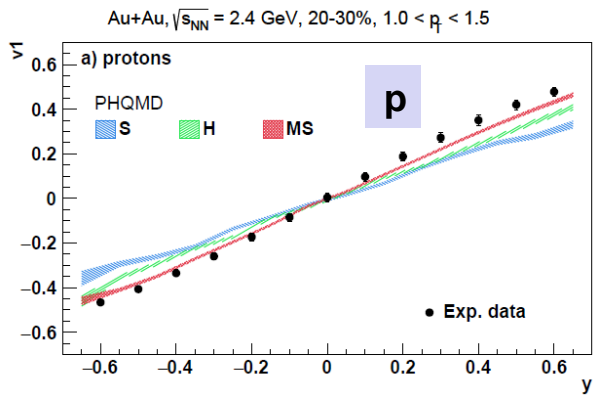 Au+Au, √sNN = 2.4 GeV, 20-30%, 1.0 < pT < 1.5
v1
a) protons
p
PHQMD
S H MS
Exp. data
0.6
0.4
0.2
0
−0.2
−0.4
−0.6
−0.6 −0.4 −0.2 0 0.2 0.4 0.6
y